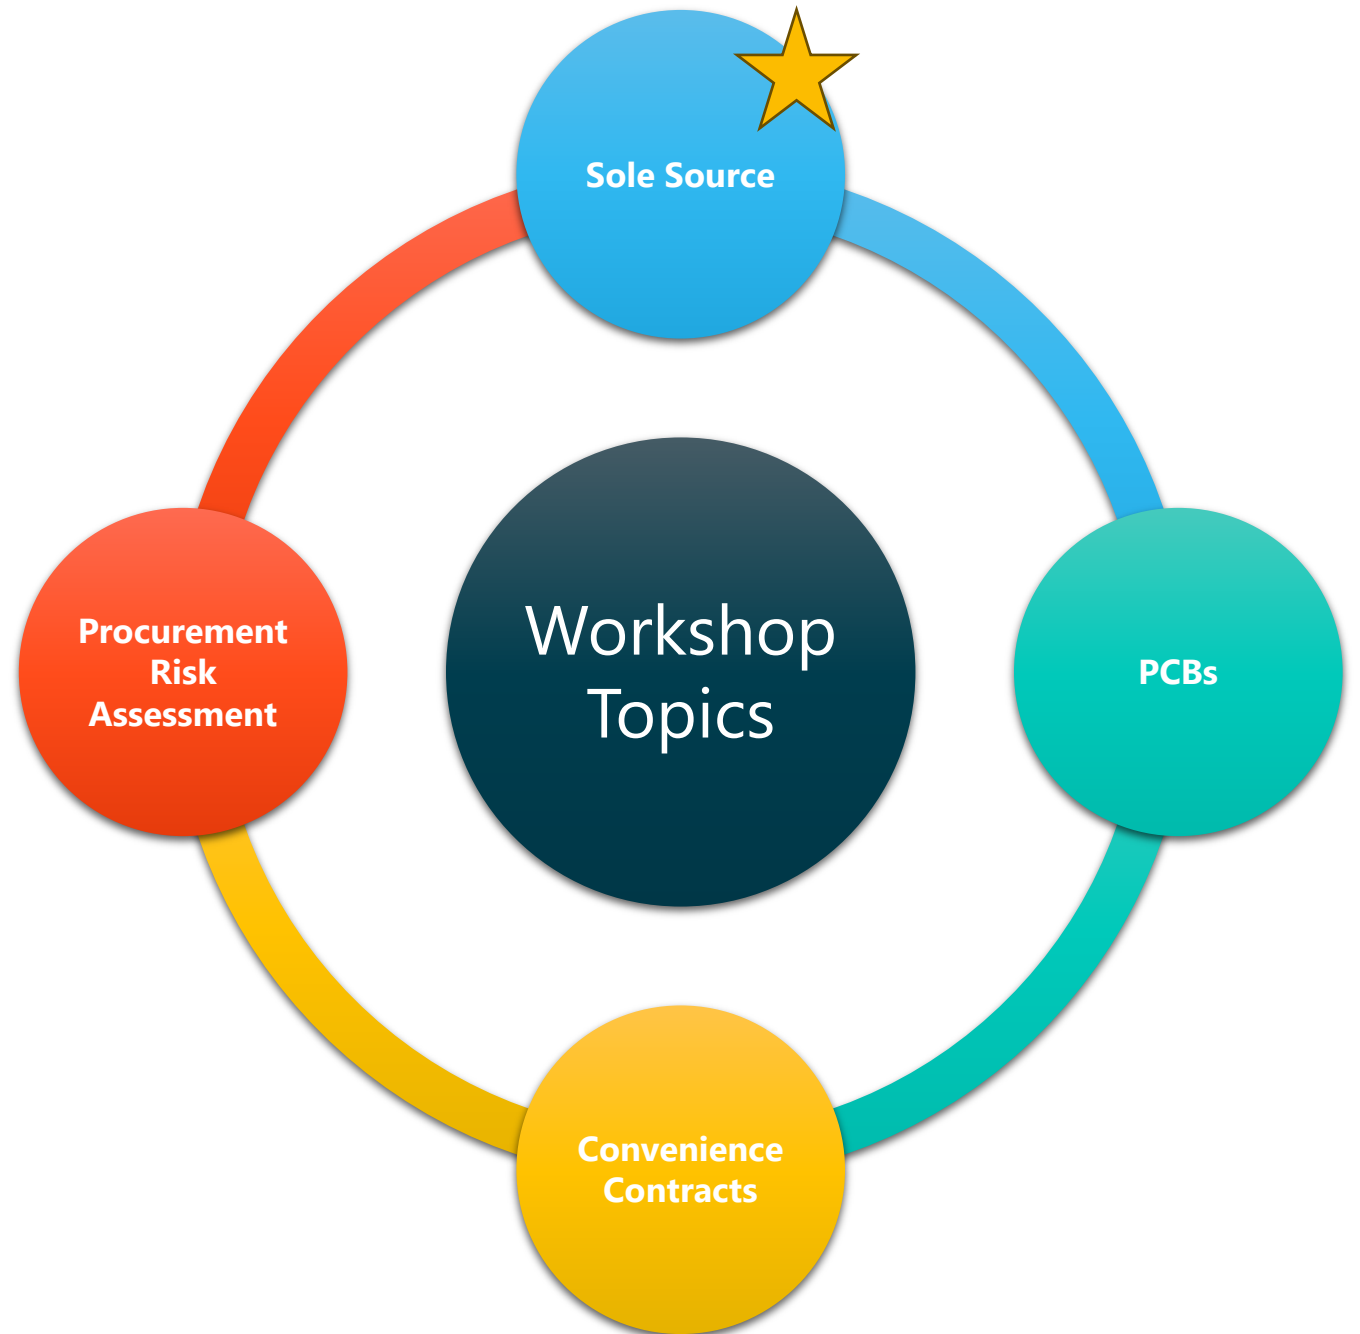 Sole Source
Procurement
Risk
Assessment
Workshop
Topics
PCBs
Convenience
Contracts